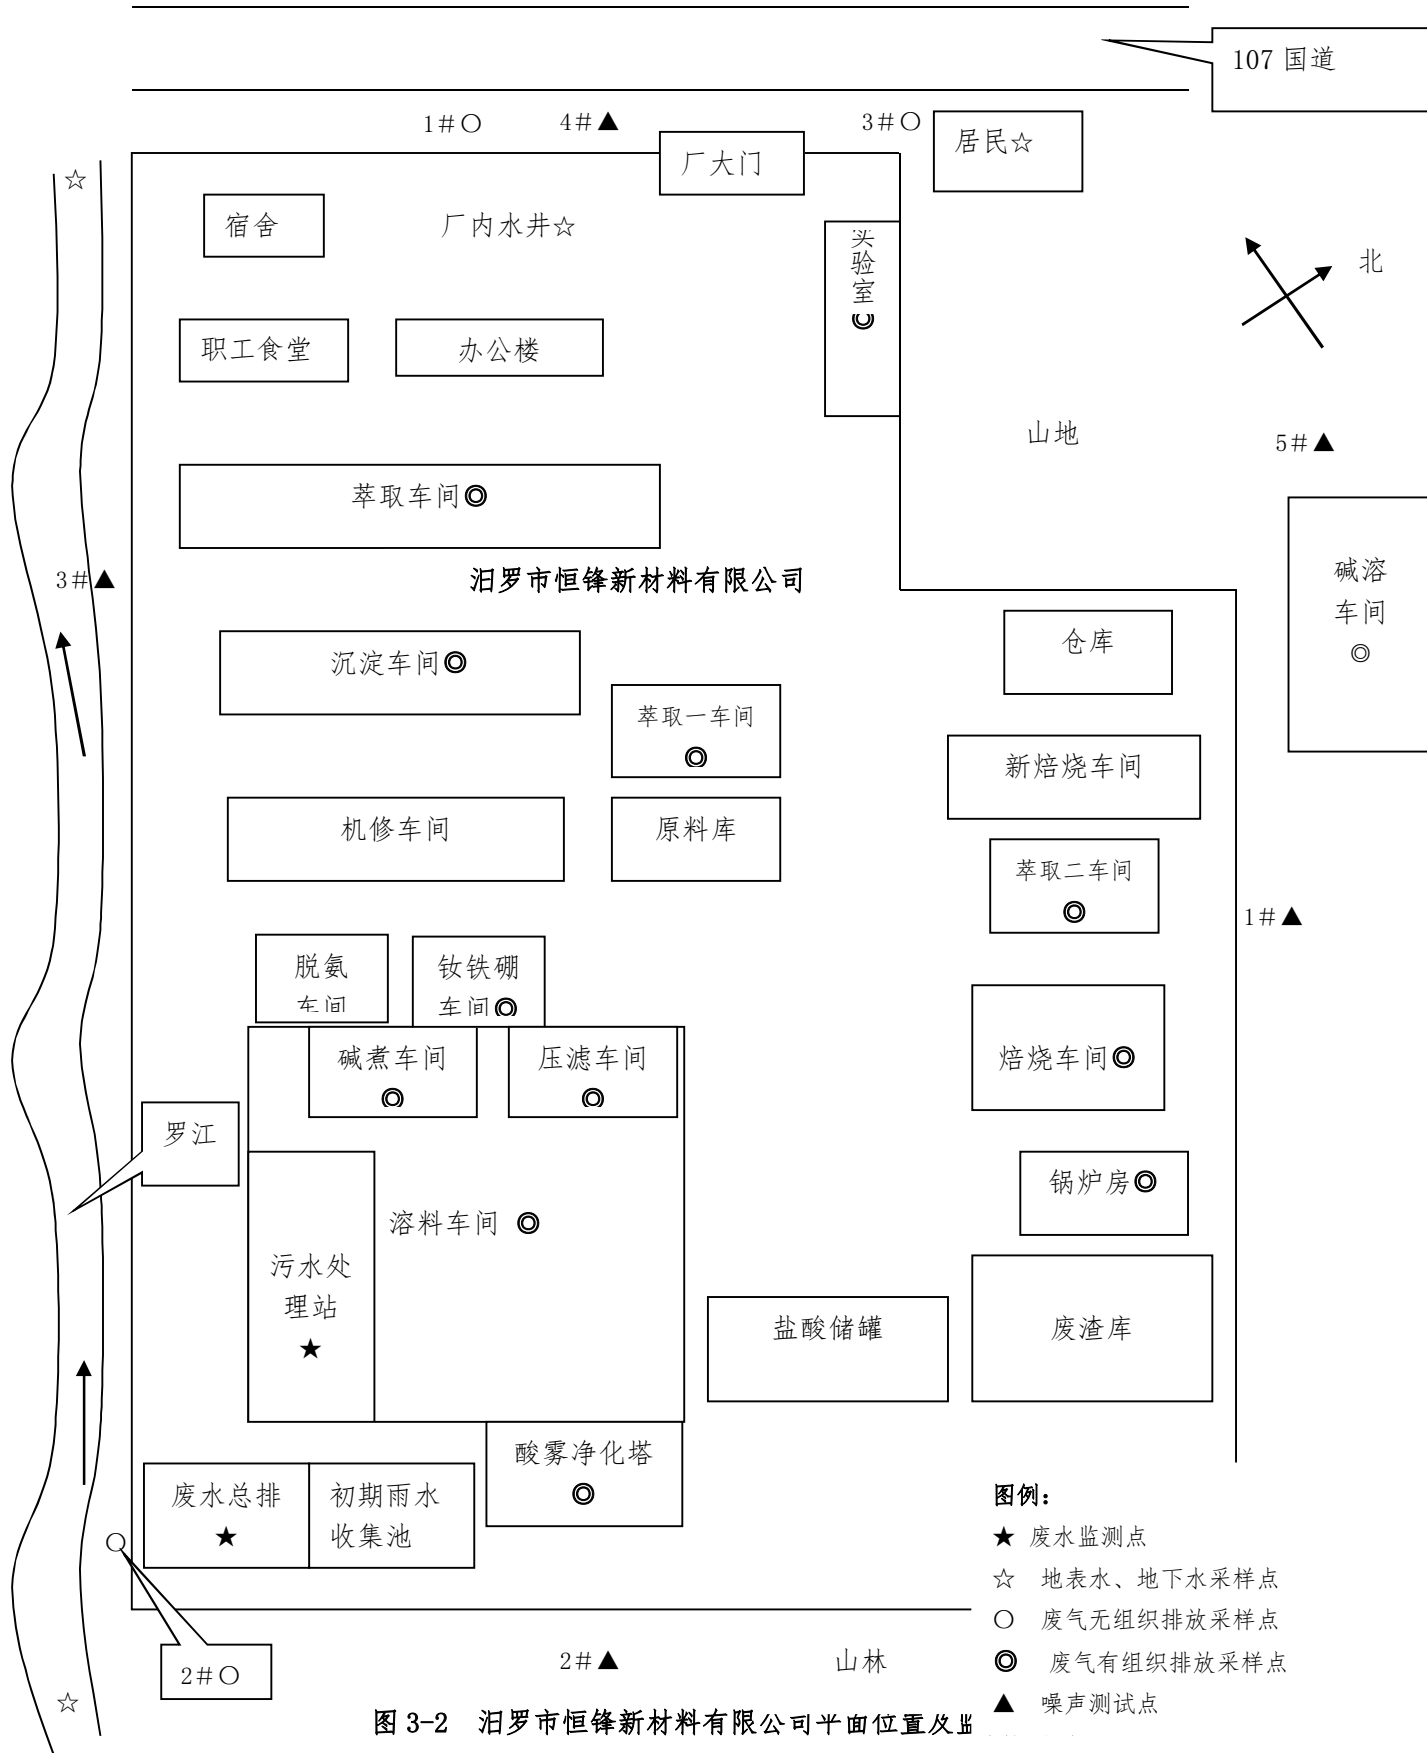 107 国道
1#○
4#▲
3#○
居民☆
厂大门
☆
宿舍
厂内水井☆
实验室◎
北
职工食堂
办公楼
山地
5#▲
萃取车间◎
3#▲
汨罗市恒锋新材料有限公司
碱溶
车间
◎
仓库
沉淀车间◎
萃取一车间
◎
新焙烧车间
机修车间
原料库
萃取二车间
◎
1#▲
脱氨
车间
钕铁硼
车间◎
碱煮车间
◎
压滤车间
◎
焙烧车间◎
罗江
锅炉房◎
溶料车间 ◎
污水处
理站
★
盐酸储罐
废渣库
酸雾净化塔
◎
废水总排
★
初期雨水
收集池
○
2#○
☆
2#▲
山林
图例：
★ 废水监测点
☆ 地表水、地下水采样点
○ 废气无组织排放采样点
◎ 废气有组织排放采样点
▲ 噪声测试点
图 3-2 汨罗市恒锋新材料有限公司平面位置及